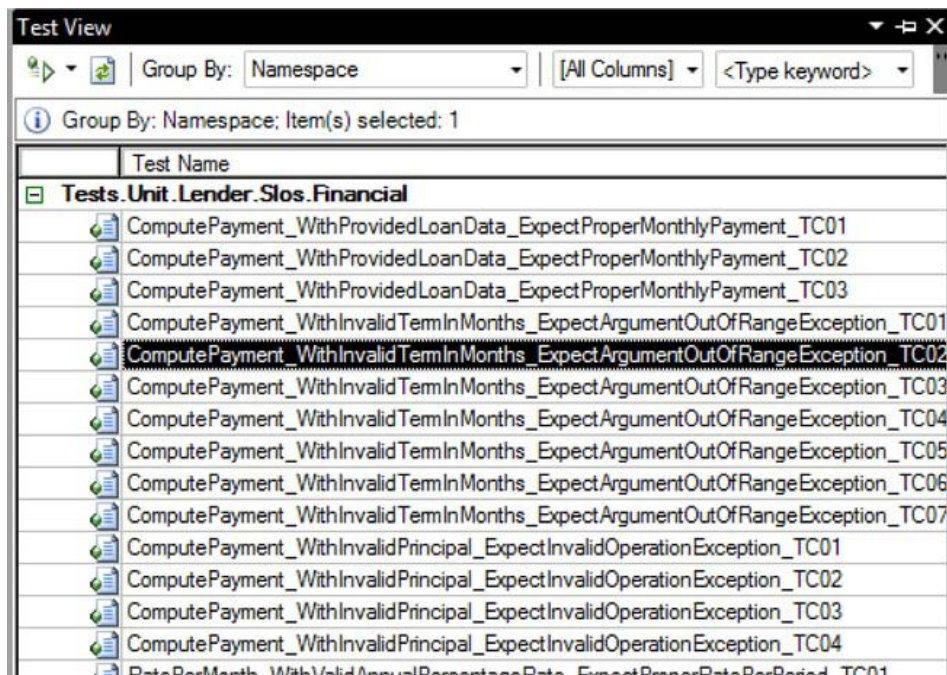 Test View
Group By: Namespace [All Columns] <Type keyword>
Group By: Namespace; Item(s) selected: 1
Test Name
Tests.Unit.Lender.Slos.Financial
ComputePayment_WithProvidedLoanData_ExpectProperMonthlyPayment_TC01
ComputePayment_WithProvidedLoanData_ExpectProperMonthlyPayment_TC02
ComputePayment_WithProvidedLoanData_ExpectProperMonthlyPayment_TC03
ComputePayment_WithInvalidTermInMonths_ExpectArgumentOutOfRangeException_TC01
ComputePayment_WithInvalidTermInMonths_ExpectArgumentOutOfRangeException_TC02
ComputePayment_WithInvalidTermInMonths_ExpectArgumentOutOfRangeException_TC03
ComputePayment_WithInvalidTermInMonths_ExpectArgumentOutOfRangeException_TC04
ComputePayment_WithInvalidTermInMonths_ExpectArgumentOutOfRangeException_TC05
ComputePayment_WithInvalidTermInMonths_ExpectArgumentOutOfRangeException_TC06
ComputePayment_WithInvalidTermInMonths_ExpectArgumentOutOfRangeException_TC07
ComputePayment_WithInvalidPrincipal_ExpectInvalidOperationException_TC01
ComputePayment_WithInvalidPrincipal_ExpectInvalidOperationException_TC02
ComputePayment_WithInvalidPrincipal_ExpectInvalidOperationException_TC03
ComputePayment_WithInvalidPrincipal_ExpectInvalidOperationException_TC04
RatePerMonth_WithValidAnnualPercentageRate_ExpectProperRatePerPeriod_TC01